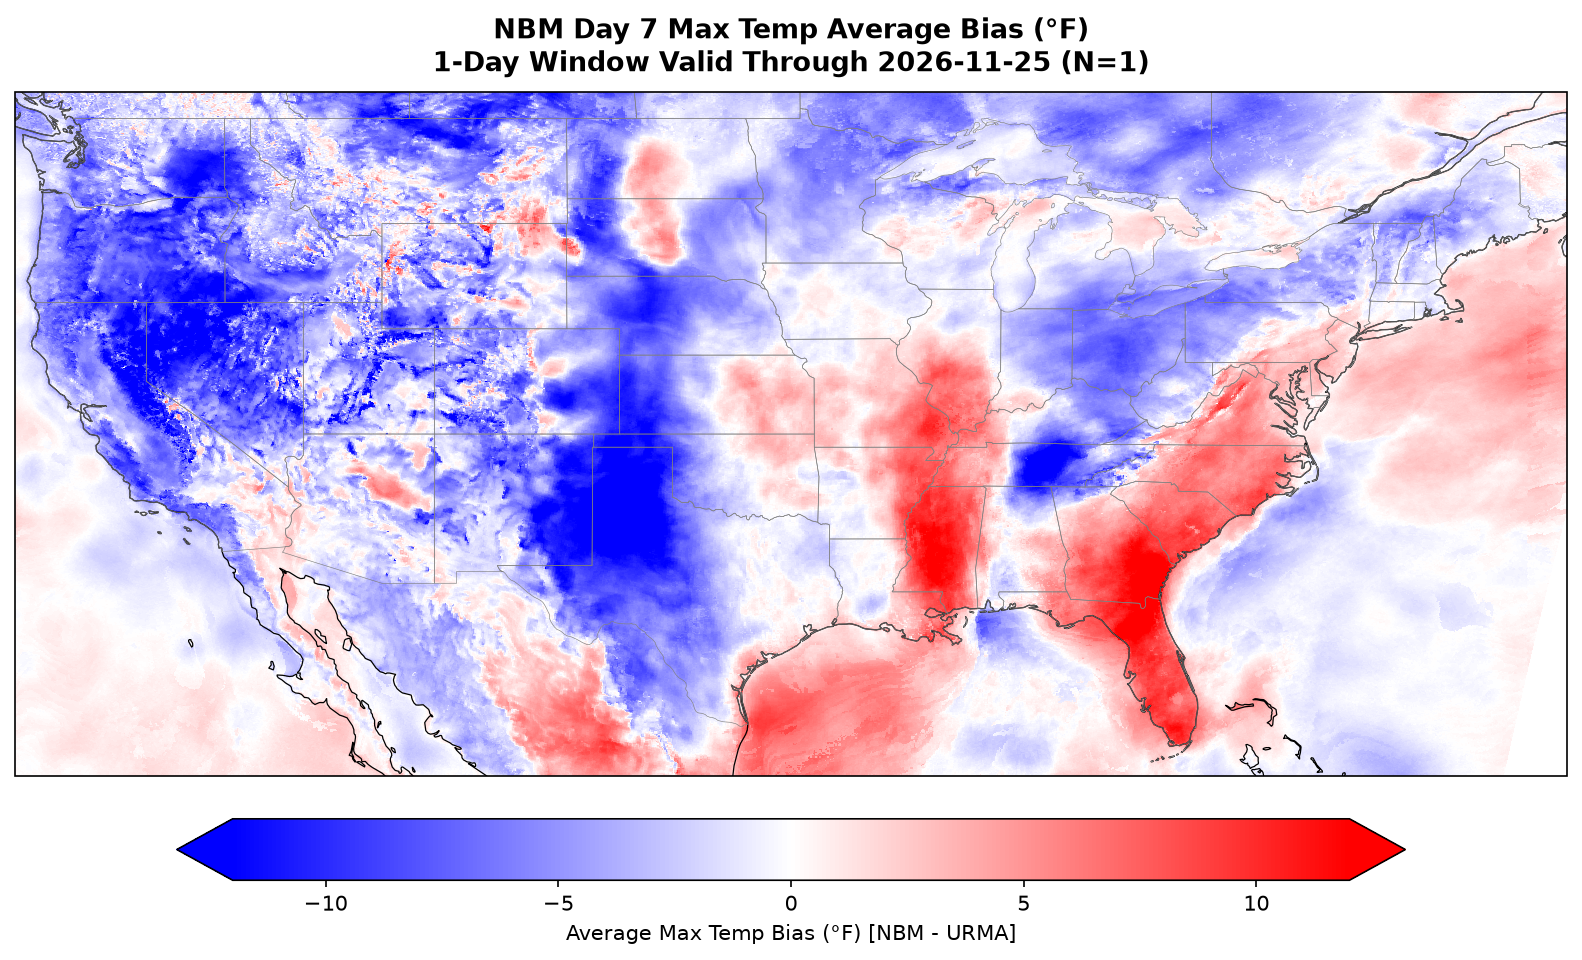 NBM Day 7 Max Temp Average Bias (°F)
1-Day Window Valid Through 2026-11-25 (N=1)
−10 −5 0 5 10
Average Max Temp Bias (°F) [NBM - URMA]